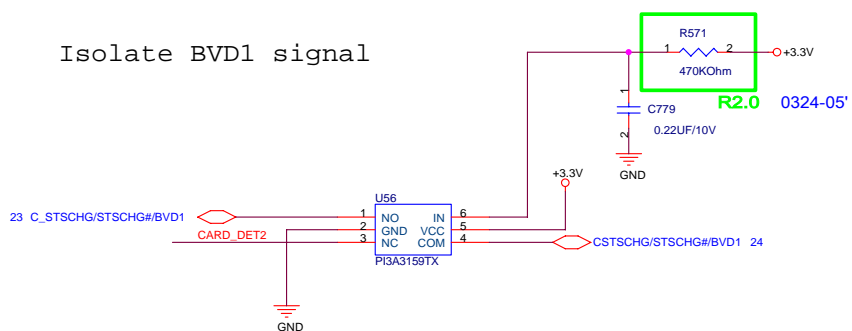 Isolate BVD1 signal
R571
1 2
470KOhm
+3.3V
R2.0 0324-05'
1
C779
2
0.22UF/10V
GND
+3.3V
U56
23 C_STSCHG/STSCHG#/BVD1
1 NO IN 6
2 GND VCC 5
CARD_DET2
3 NC COM 4
CSTSCHG/STSCHG#/BVD1 24
PI3A3159TX
GND